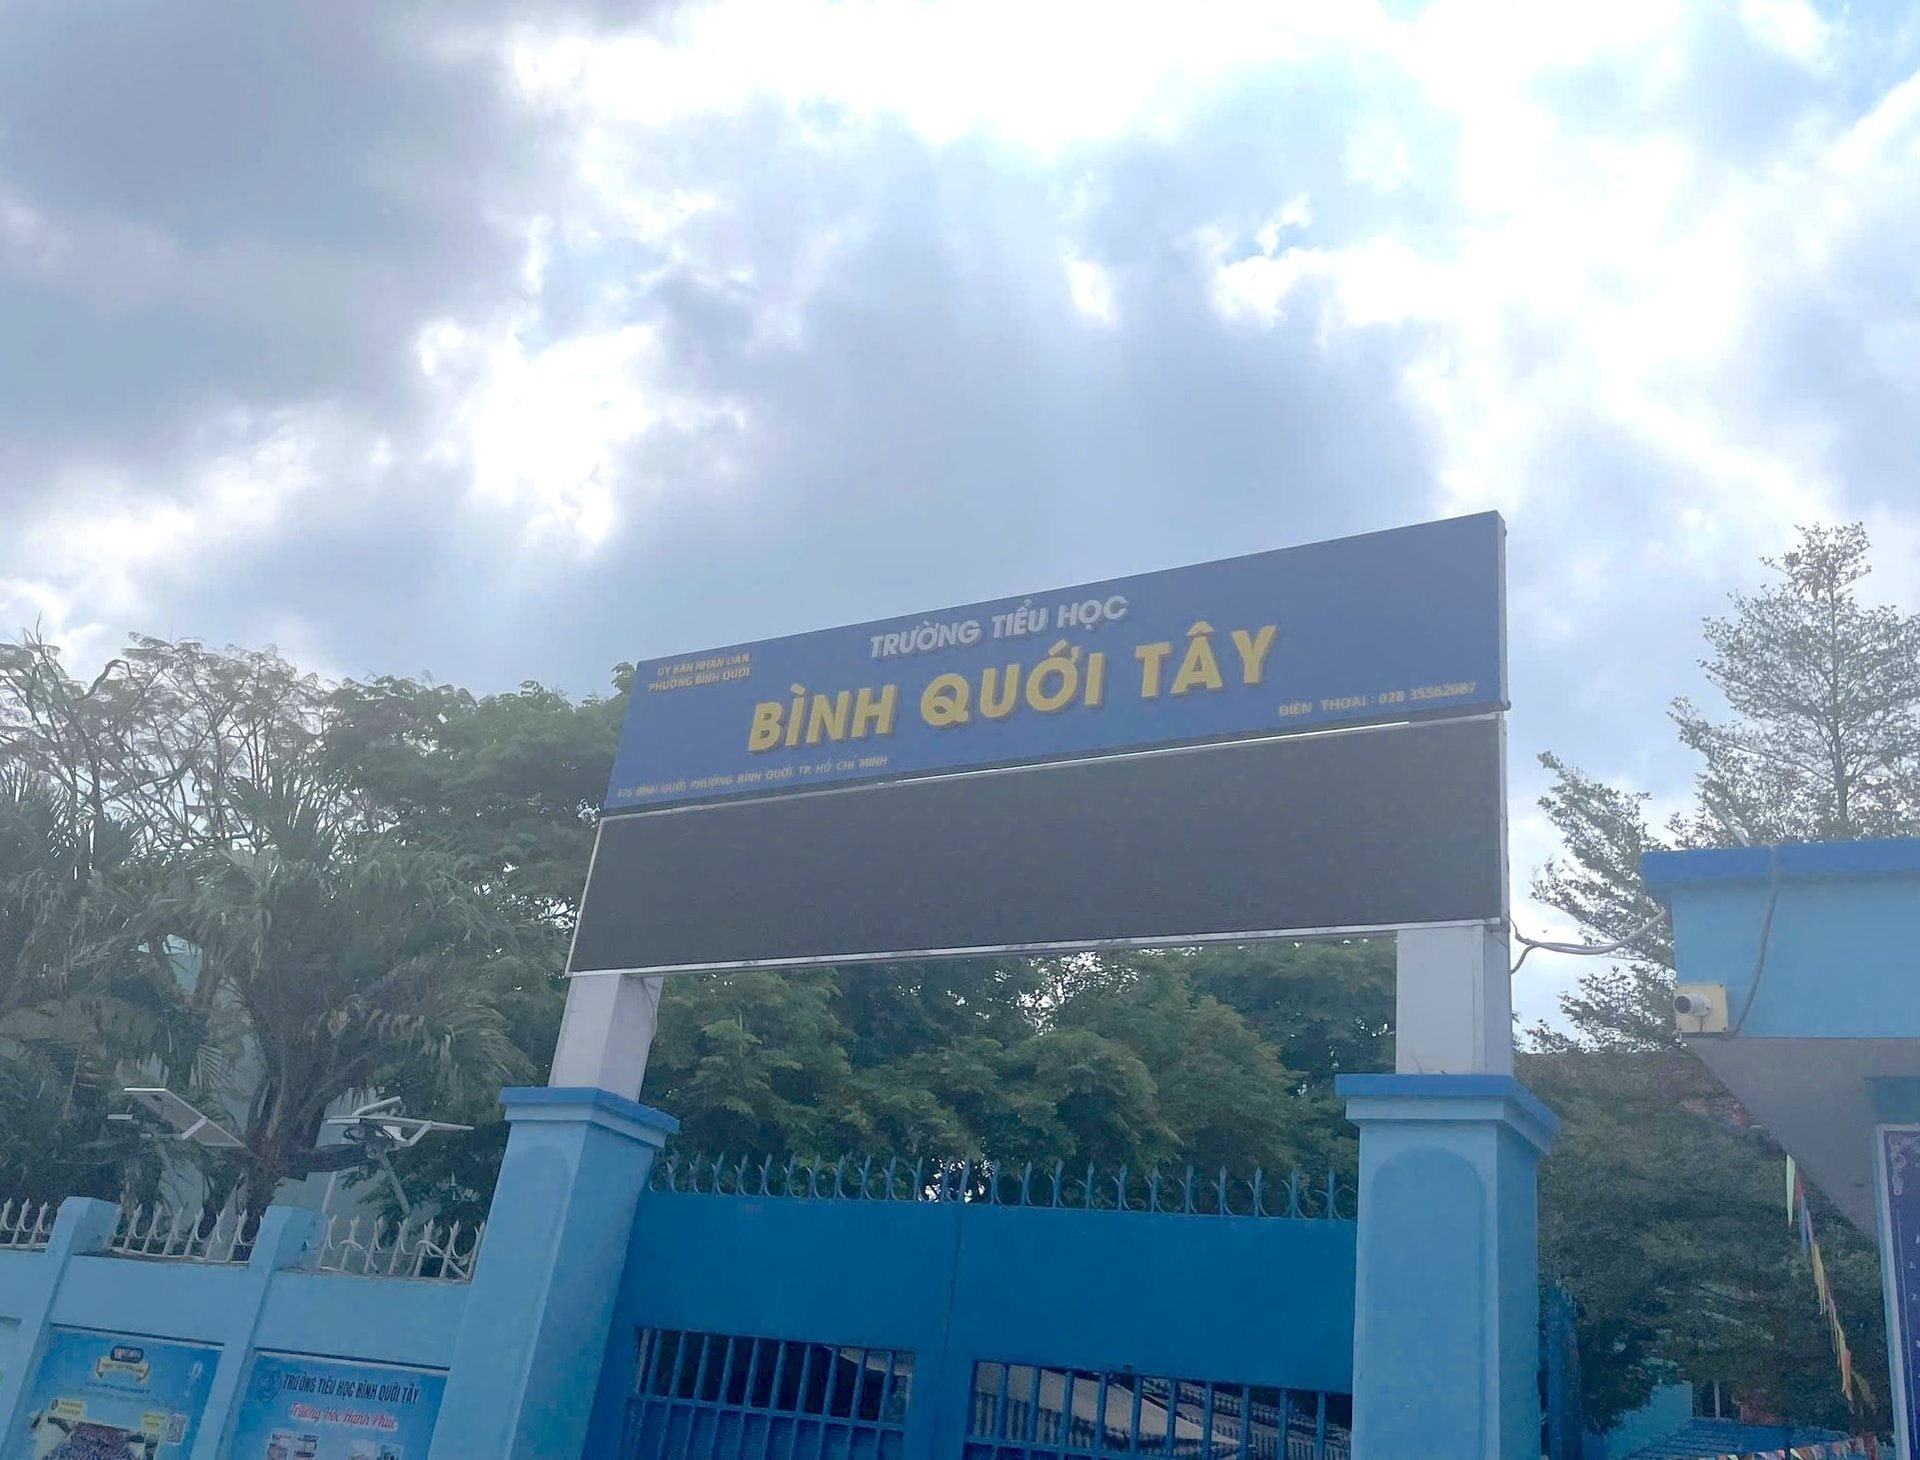 ỦY BAN NHÂN DÂN
PHƯỜNG BÌNH QUỚI
TRƯỜNG TIỂU HỌC
BÌNH QUỚI TÂY
ĐIỆN THOẠI : 028 35562087
676 BÌNH QUỚI PHƯỜNG BÌNH QUỚI TP. HỒ CHÍ MINH
TRƯỜNG TIỂU HỌC BÌNH QUỚI TÂY
Trường Học Hạnh Phúc